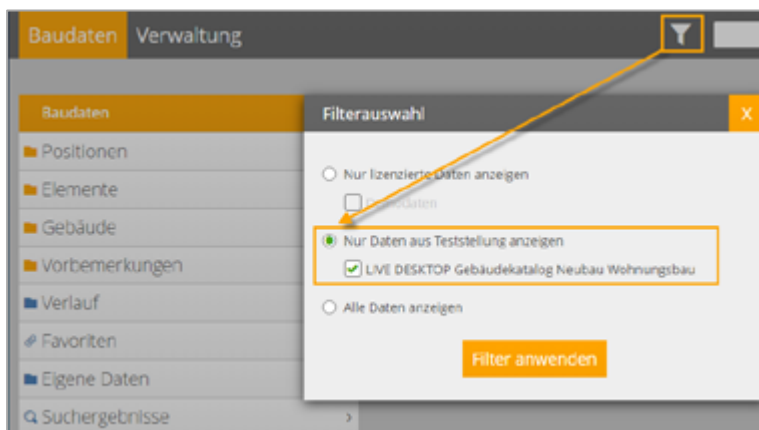 Baudaten Verwaltung
Baudaten
Positionen
Elemente
Gebäude
Vorbemerkungen
Verlauf
Favoriten
Eigene Daten
Suchergebnisse
Filterauswahl
X
Nur lizenzierte Daten anzeigen
Demodaten
Nur Daten aus Teststellung anzeigen
LIVE DESKTOP Gebäudekatalog Neubau Wohnungsbau
Alle Daten anzeigen
Filter anwenden